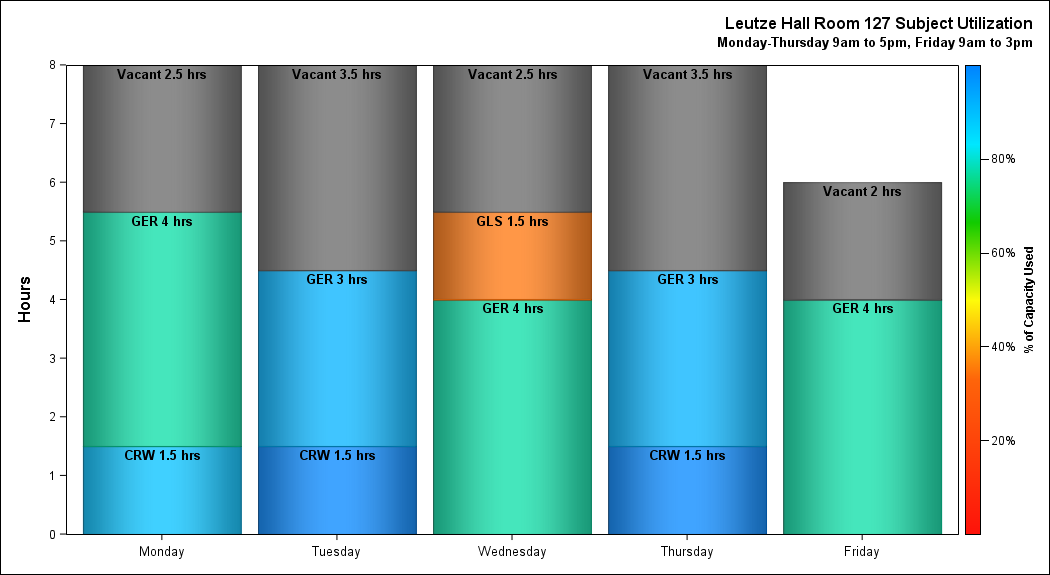 Leutze Hall Room 127 Subject Utilization
Monday-Thursday 9am to 5pm, Friday 9am to 3pm
8
7
6
5
4
3
2
1
0
Hours
Vacant 2.5 hrs
GER 4 hrs
CRW 1.5 hrs
Vacant 3.5 hrs
GER 3 hrs
CRW 1.5 hrs
Vacant 2.5 hrs
GLS 1.5 hrs
GER 4 hrs
Vacant 3.5 hrs
GER 3 hrs
CRW 1.5 hrs
Vacant 2 hrs
GER 4 hrs
Monday
Tuesday
Wednesday
Thursday
Friday
80%
60%
40%
20%
% of Capacity Used